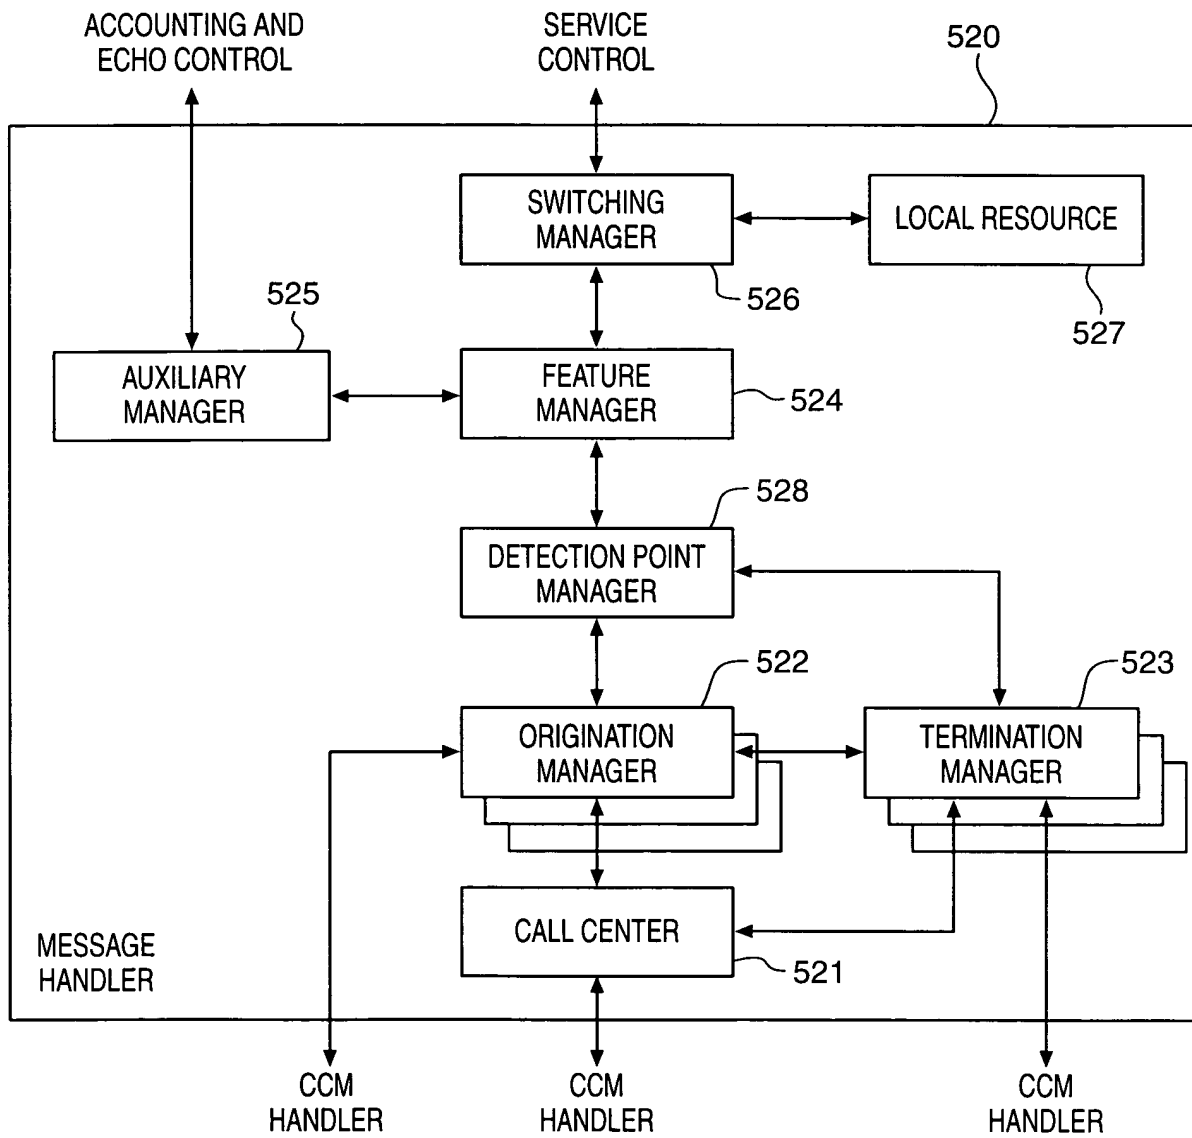 ACCOUNTING AND
ECHO CONTROL
SERVICE
CONTROL
520
SWITCHING
MANAGER
LOCAL RESOURCE
526
527
525
AUXILIARY
MANAGER
FEATURE
MANAGER
524
528
DETECTION POINT
MANAGER
522
523
ORIGINATION
MANAGER
TERMINATION
MANAGER
CALL CENTER
521
MESSAGE
HANDLER
CCM
HANDLER
CCM
HANDLER
CCM
HANDLER